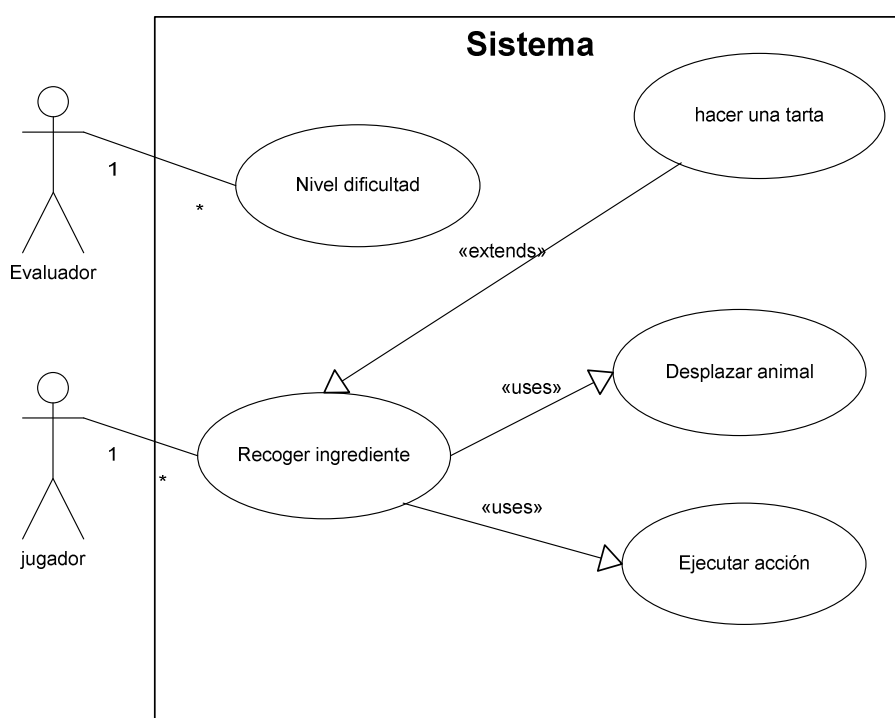 Sistema
hacer una tarta
1
Nivel dificultad
*
Evaluador
«extends»
Desplazar animal
«uses»
1
Recoger ingrediente
*
«uses»
jugador
Ejecutar acción